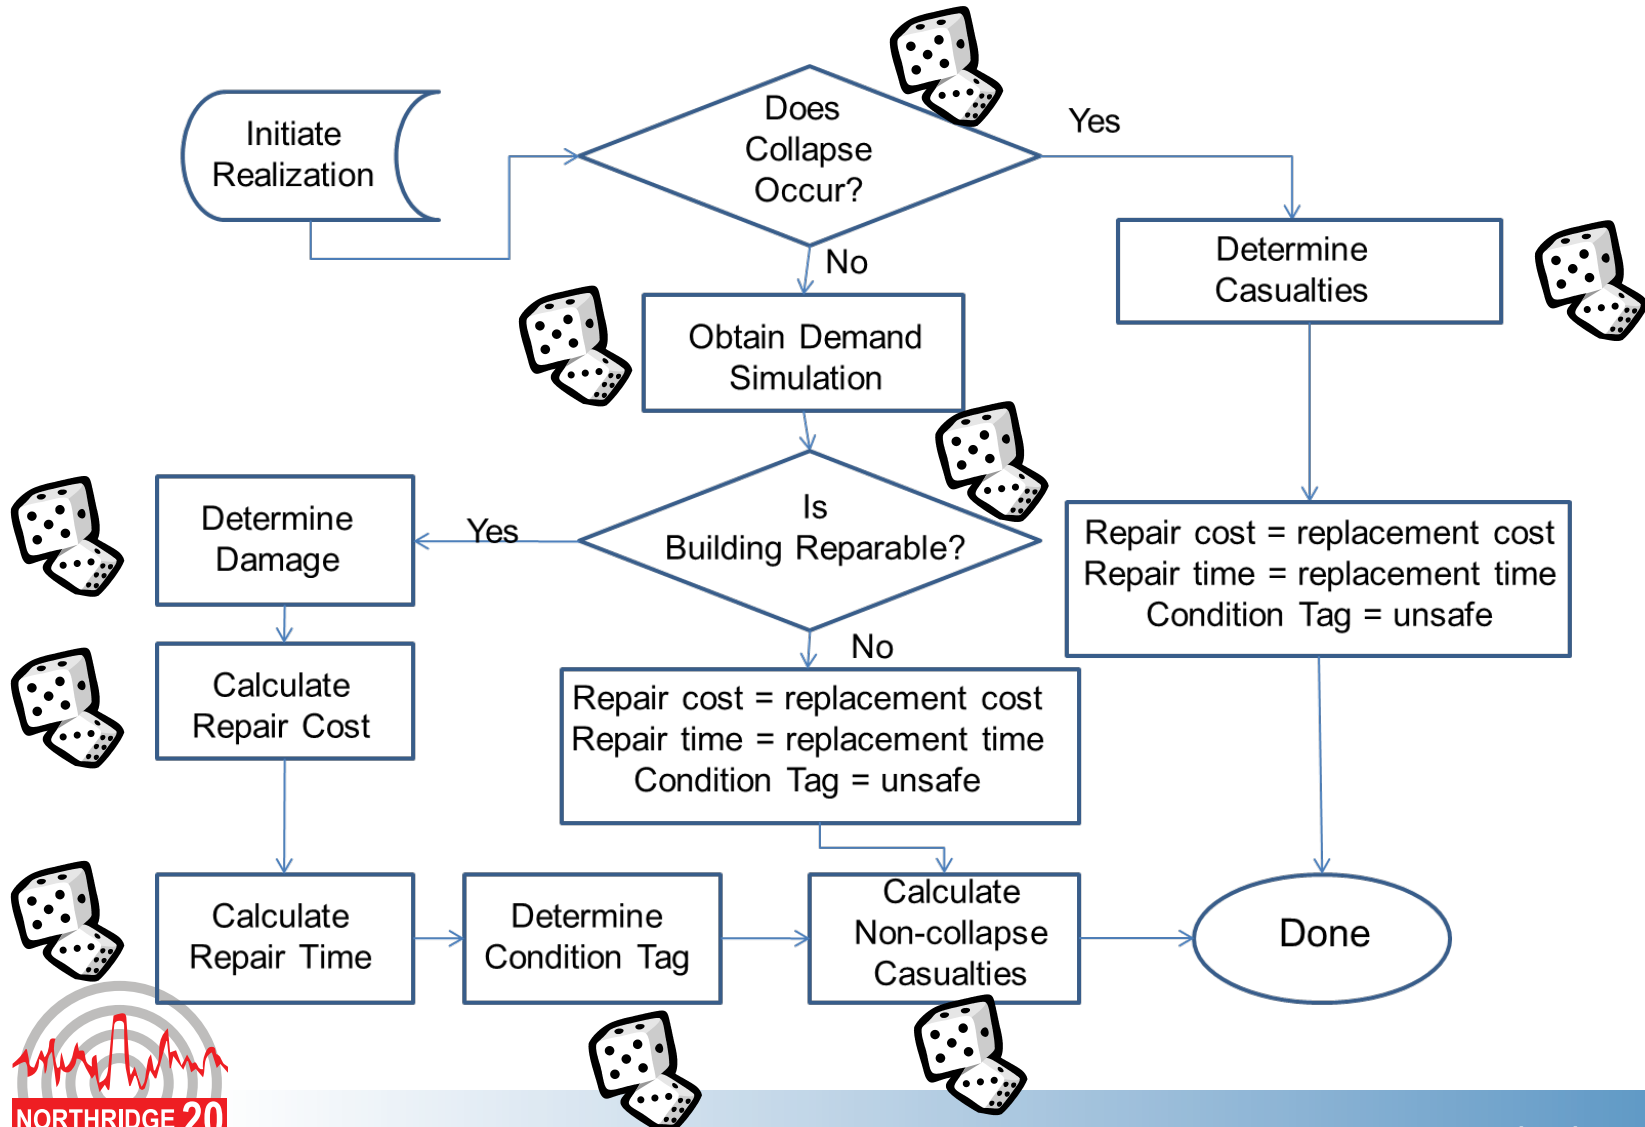 Initiate
Realization
Does
Collapse
Occur?
Yes
No
Determine
Casualties
Obtain Demand
Simulation
Is
Building Reparable?
Yes
No
Determine
Damage
Repair cost = replacement cost
Repair time = replacement time
Condition Tag = unsafe
Calculate
Repair Cost
Repair cost = replacement cost
Repair time = replacement time
Condition Tag = unsafe
Calculate
Repair Time
Determine
Condition Tag
Calculate
Non-collapse
Casualties
Done
NORTHRIDGE 20